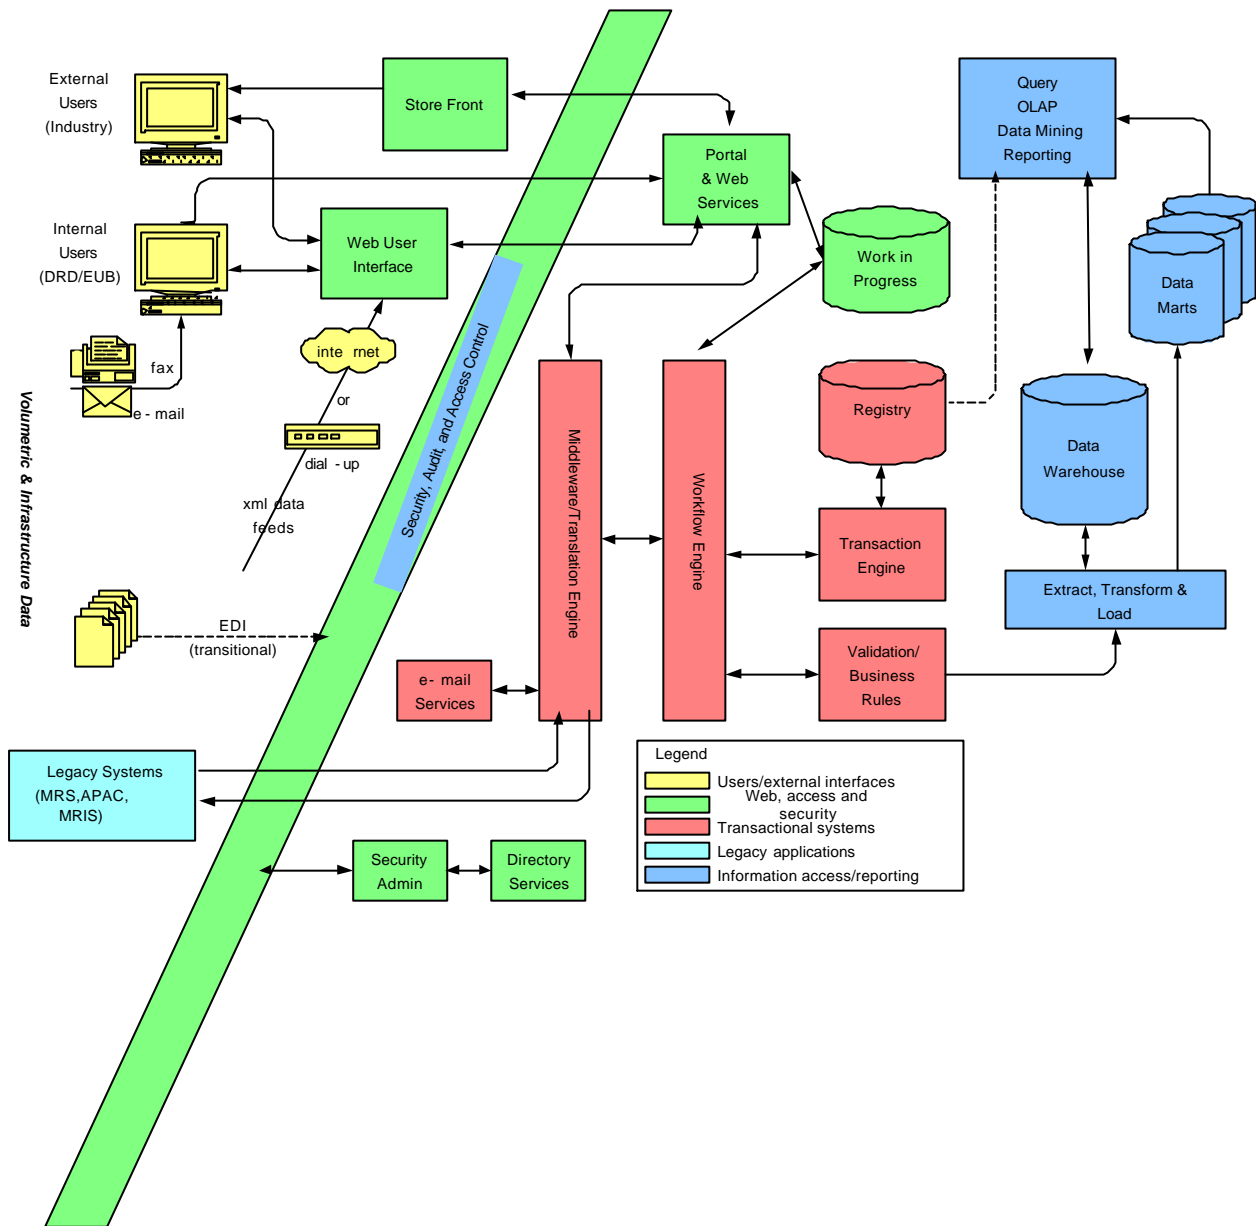 External
Users
(Industry)
Store Front
Query
OLAP
Data Mining
Reporting
Portal
& Web
Services
Internal
Users
(DRD/EUB)
Web User
Interface
Work in
Progress
Data
Marts
inte rnet
fax
e - mail
or
dial - up
xml data
feeds
Volumetric & Infrastructure Data
Security, Audit, and Access Control
Middleware/Translation Engine
Workflow Engine
Registry
Data
Warehouse
Transaction
Engine
Extract, Transform &
Load
EDI
(transitional)
Validation/
Business
Rules
e- mail
Services
Legacy Systems
(MRS,APAC,
MRIS)
Security
Admin
Directory
Services
Legend
Users/external interfaces
Web, access and
security
Transactional systems
Legacy applications
Information access/reporting